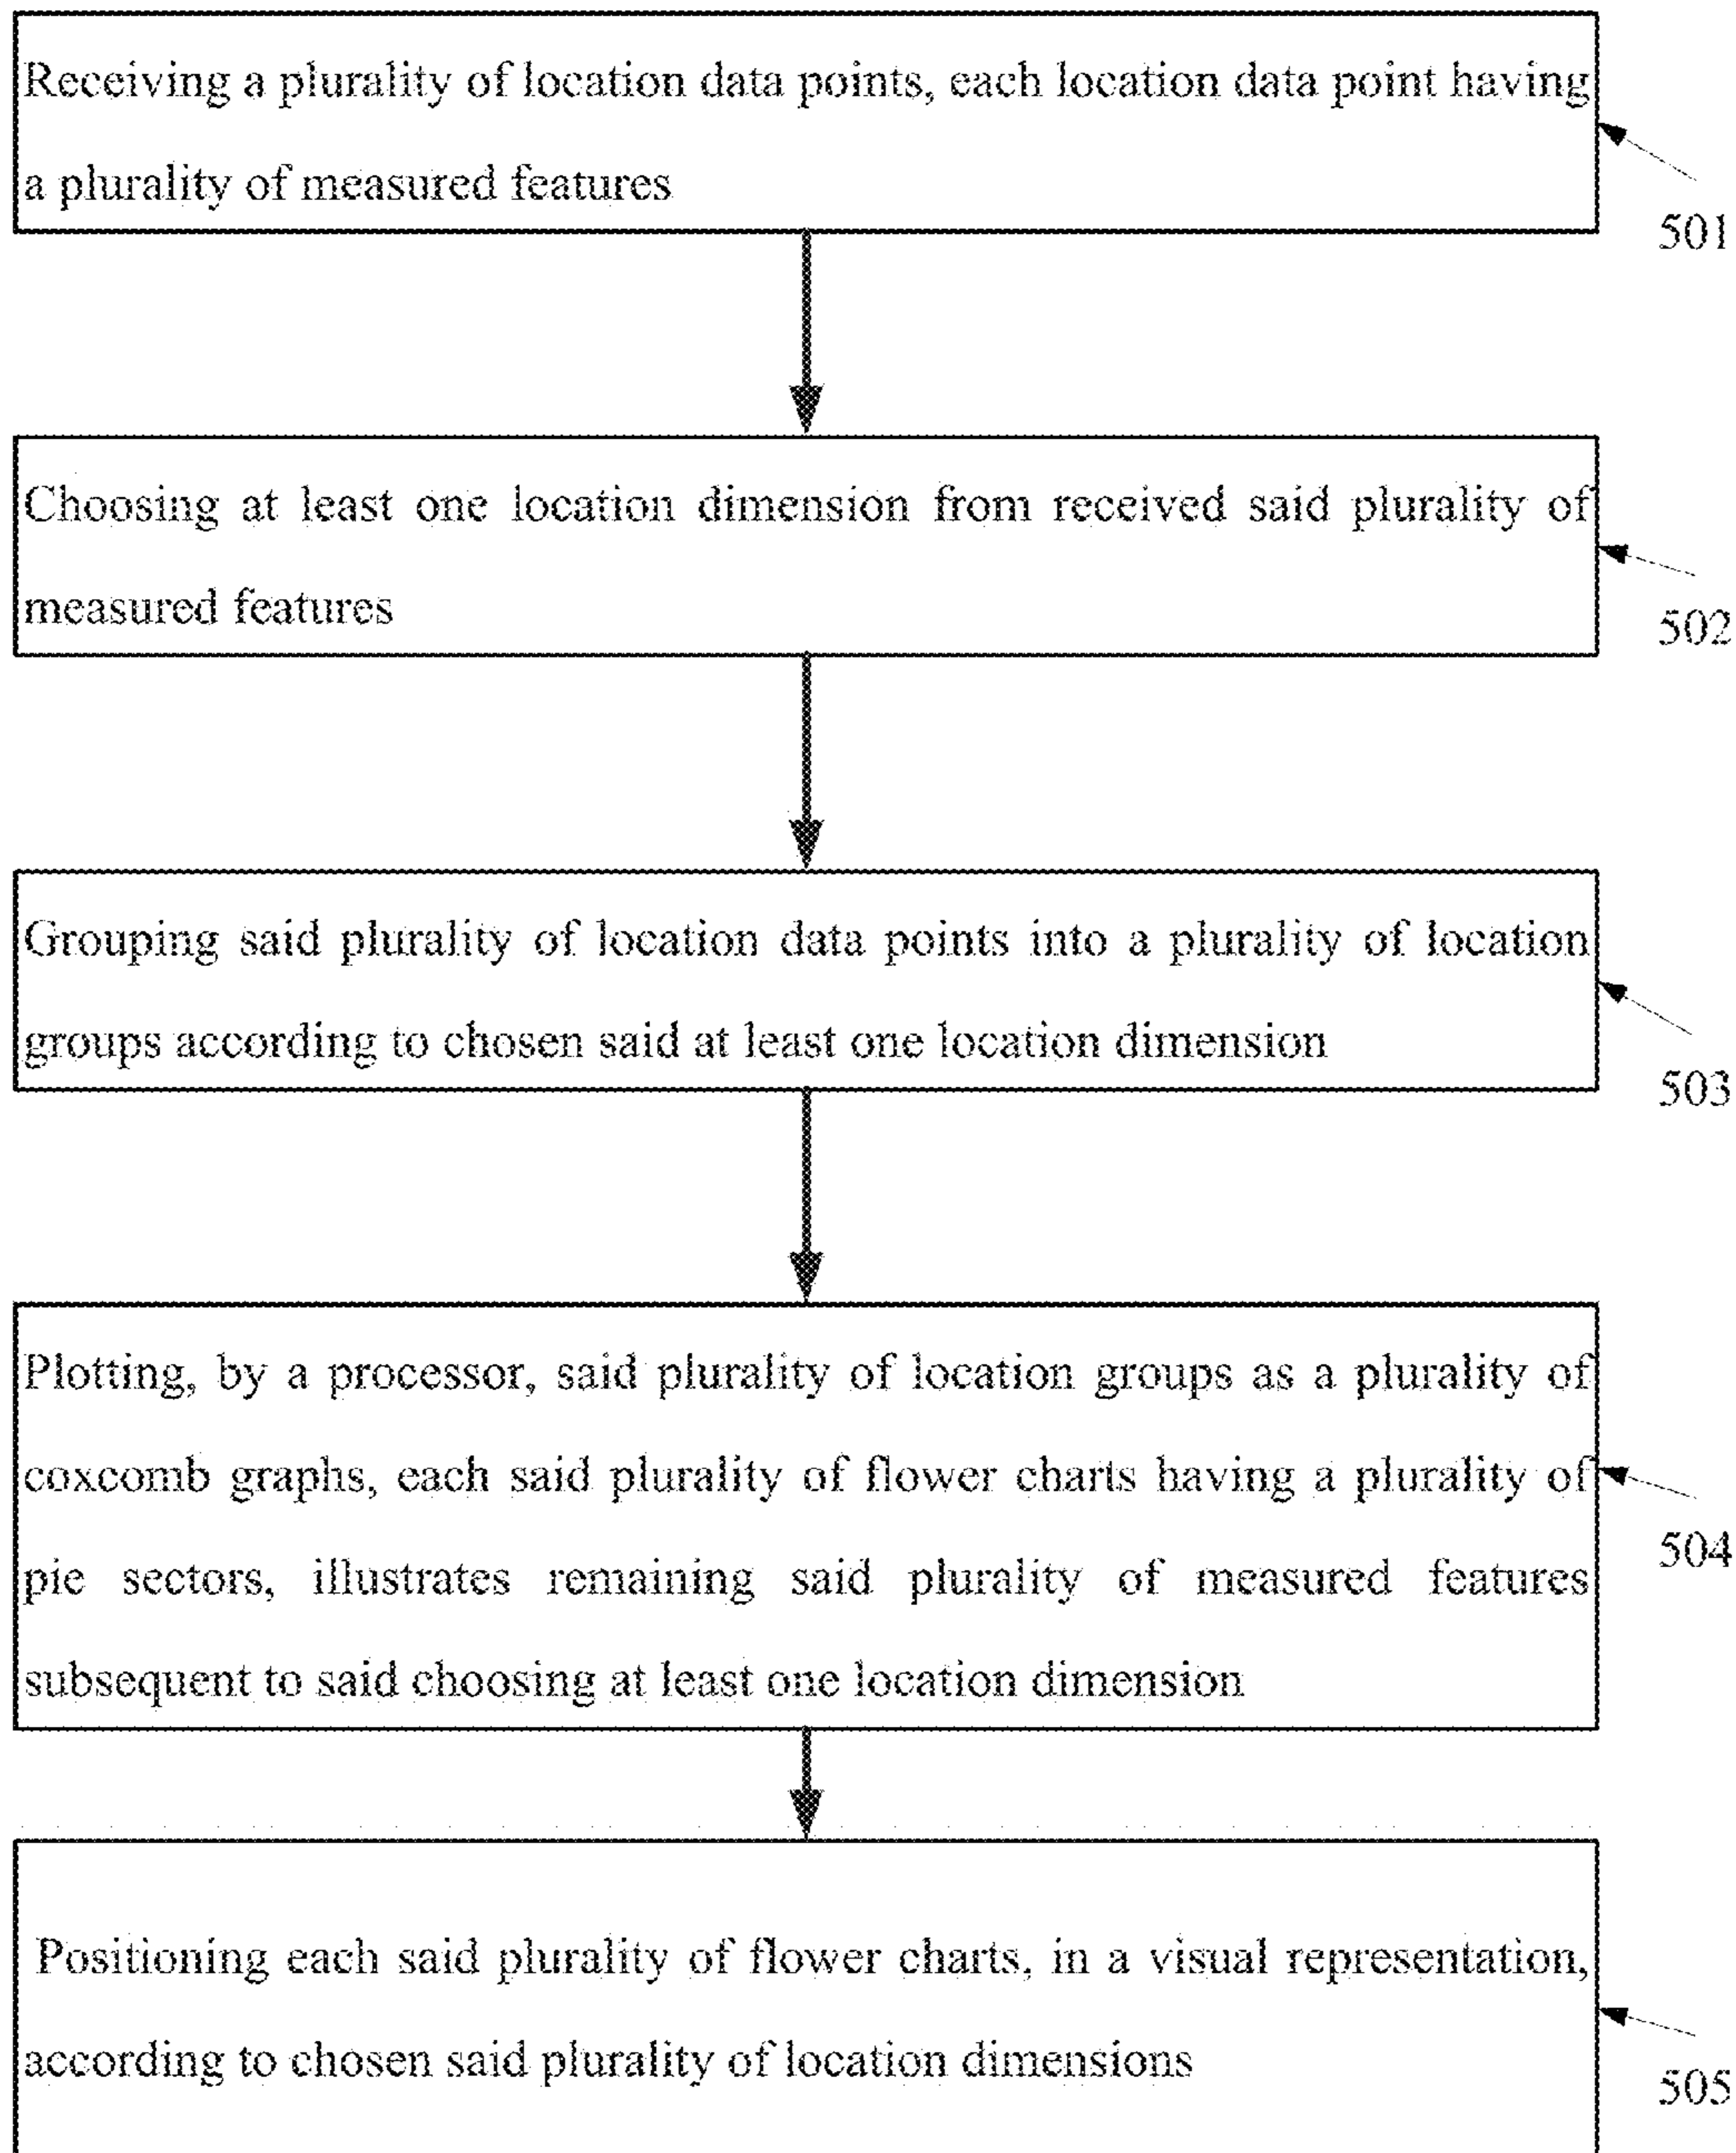 Receiving a plurality of location data points, each location data point having
a plurality of measured features
501
Choosing at least one location dimension from received said plurality of
measured features
502
Grouping said plurality of location data points into a plurality of location
groups according to chosen said at least one location dimension
503
Plotting, by a processor, said plurality of location groups as a plurality of
coxcomb graphs, each said plurality of flower charts having a plurality of
pie sectors, illustrates remaining said plurality of measured features
subsequent to said choosing at least one location dimension
504
Positioning each said plurality of flower charts, in a visual representation,
according to chosen said plurality of location dimensions
505